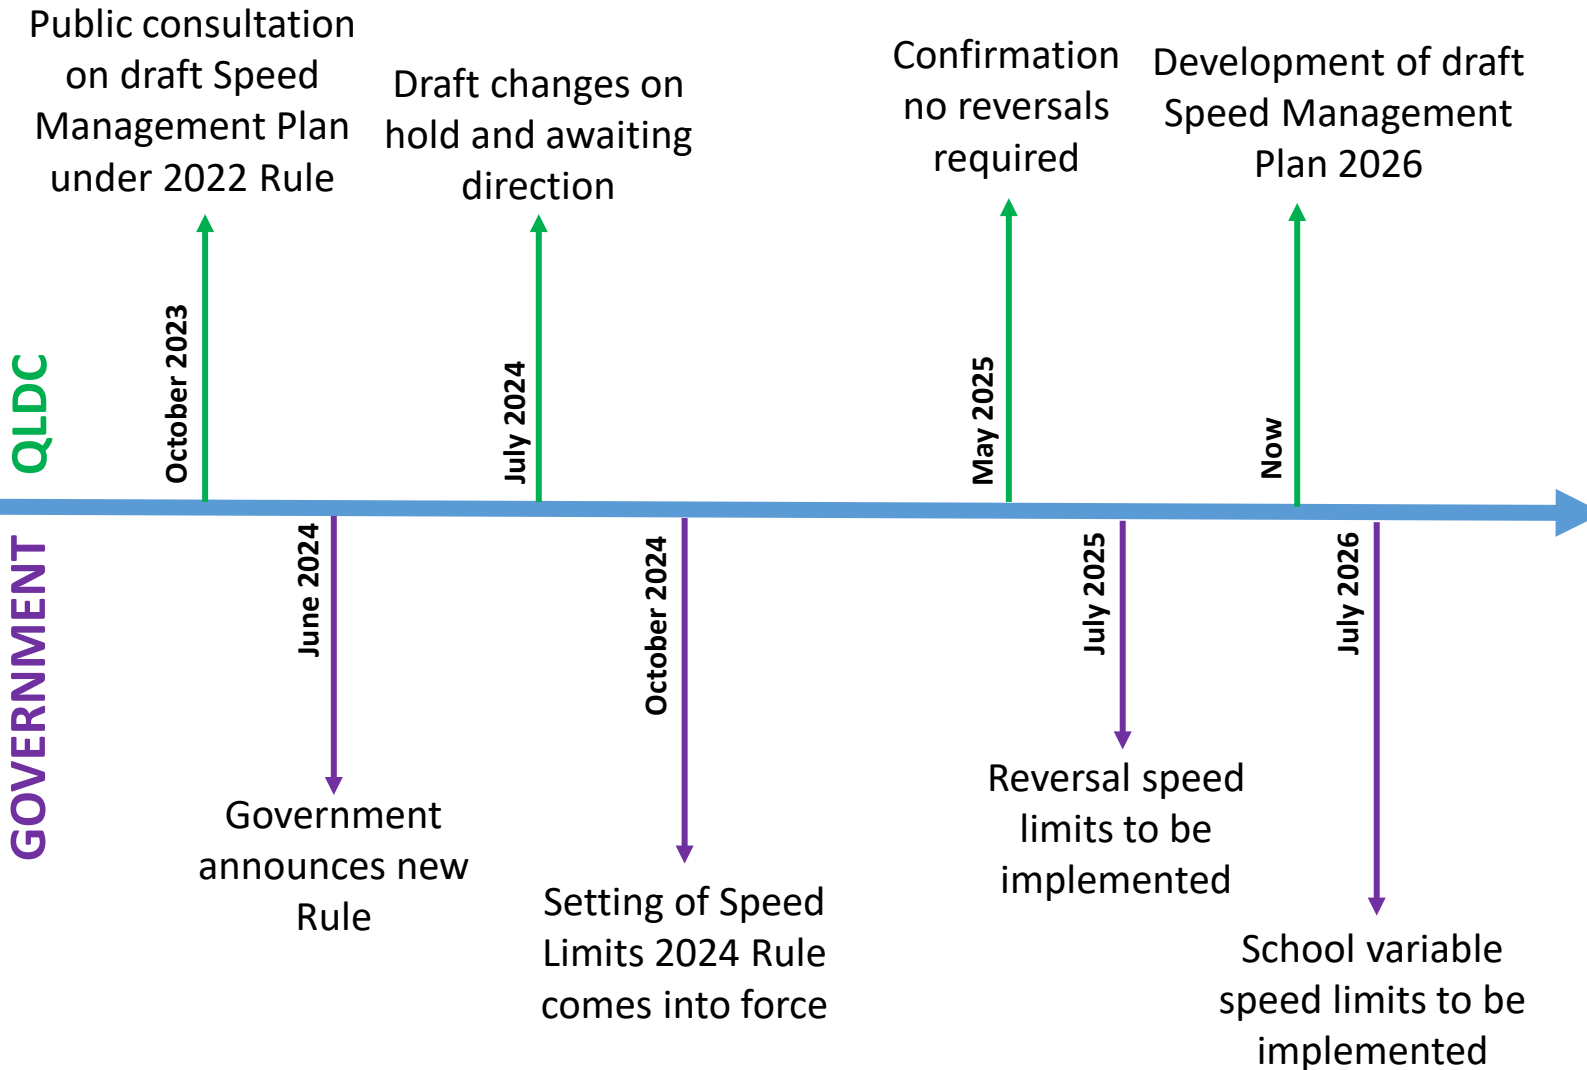 Public consultation
on draft Speed
Management Plan
under 2022 Rule
Draft changes on
hold and awaiting
direction
Confirmation
no reversals
required
Development of draft
Speed Management
Plan 2026
QLDC
October 2023
July 2024
May 2025
Now
GOVERNMENT
June 2024
October 2024
July 2025
July 2026
Government
announces new
Rule
Setting of Speed
Limits 2024 Rule
comes into force
Reversal speed
limits to be
implemented
School variable
speed limits to be
implemented